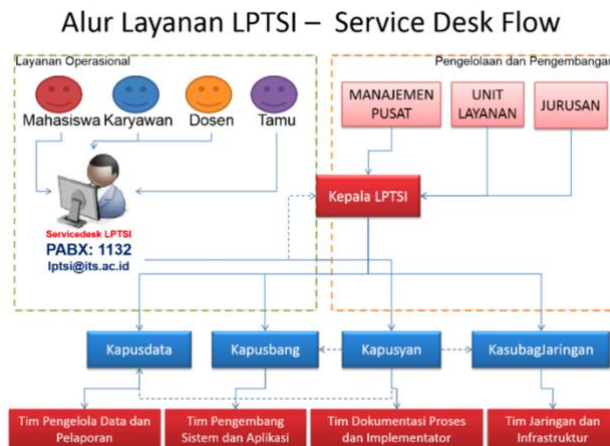 Alur Layanan LPTSI – Service Desk Flow
Layanan Operasional
Mahasiswa
Karyawan
Dosen
Tamu
Servicedesk LPTSI
PABX: 1132
lptsi@its.ac.id
Pengelolaan dan Pengembangan
MANAJEMEN
PUSAT
UNIT
LAYANAN
JURUSAN
Kepala LPTSI
Kapusdata
Kapusbang
Kapusyan
KasubagJaringan
Tim Pengelola Data dan
Pelaporan
Tim Pengembang
Sistem dan Aplikasi
Tim Dokumentasi Proses
dan Implementator
Tim Jaringan dan
Infrastruktur